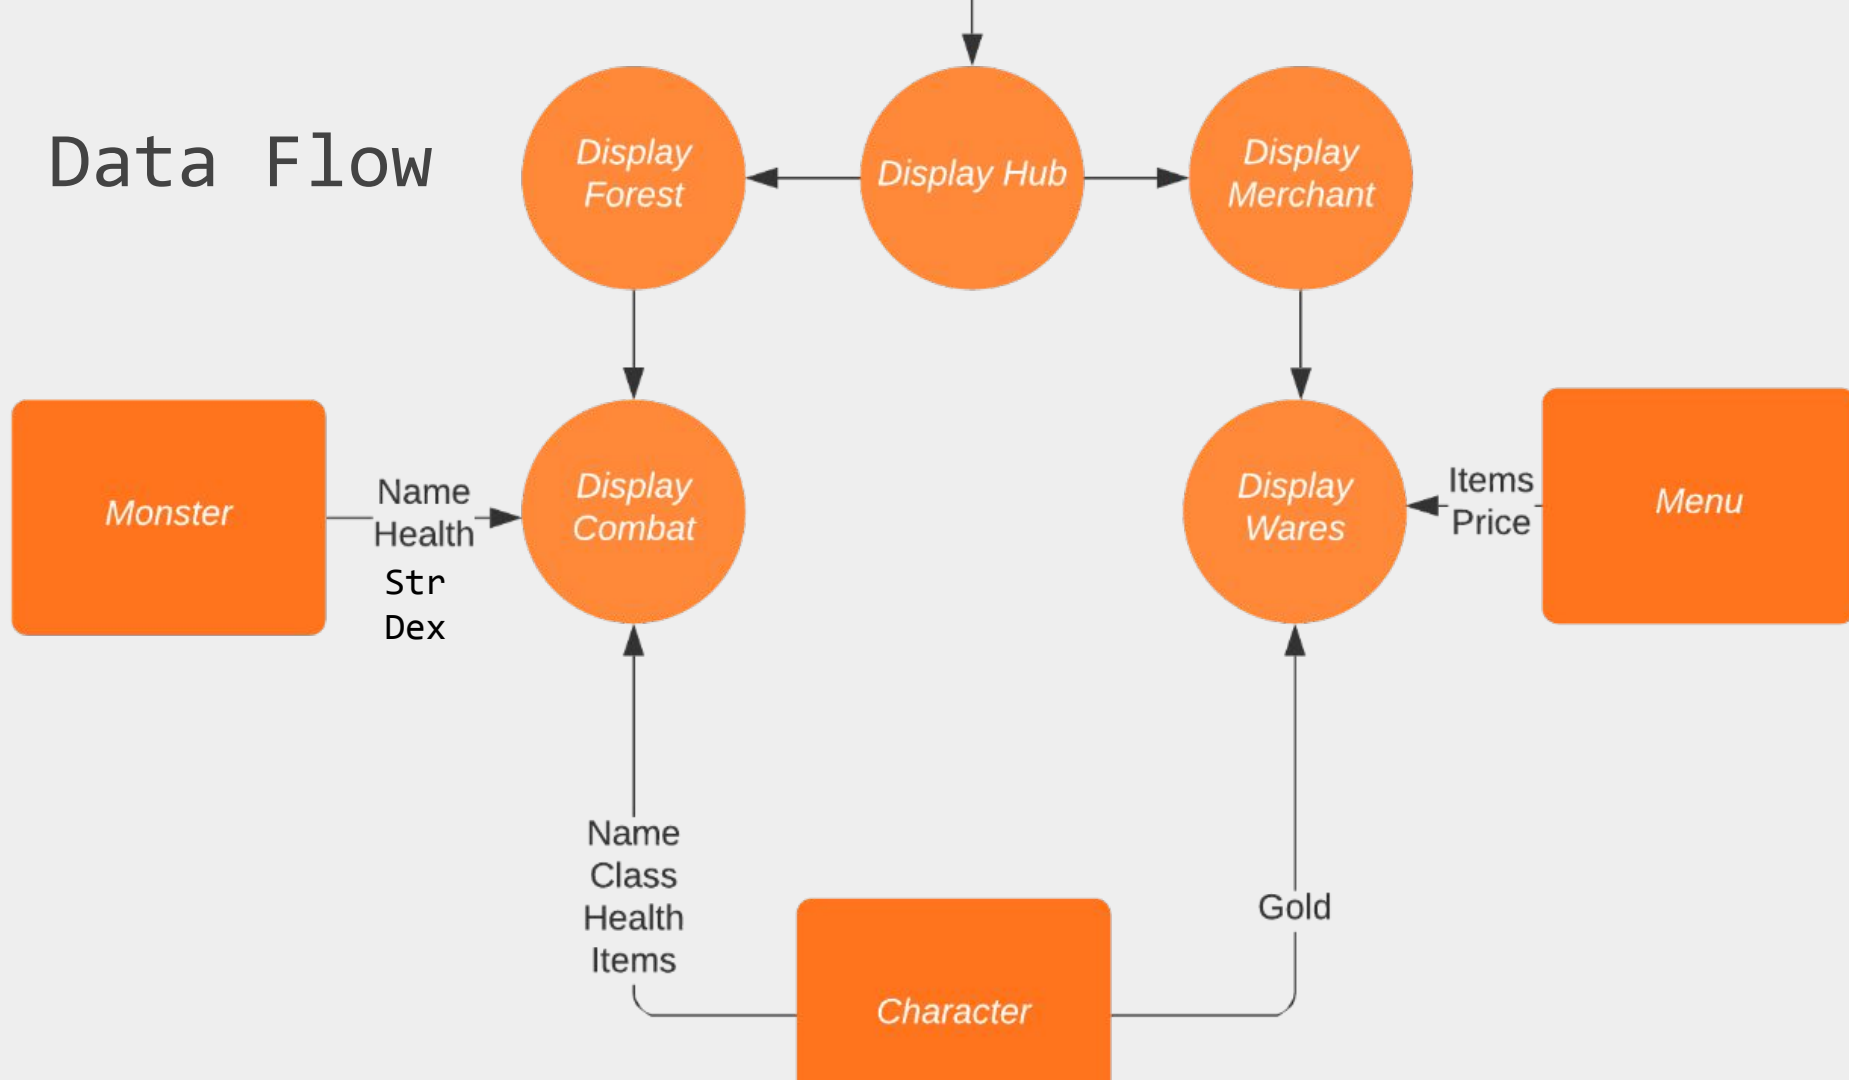 Data Flow
Display
Forest
Display Hub
Display
Merchant
Monster
Name
Health
Str
Dex
Display
Combat
Display
Wares
Items
Price
Menu
Name
Class
Health
Items
Character
Gold